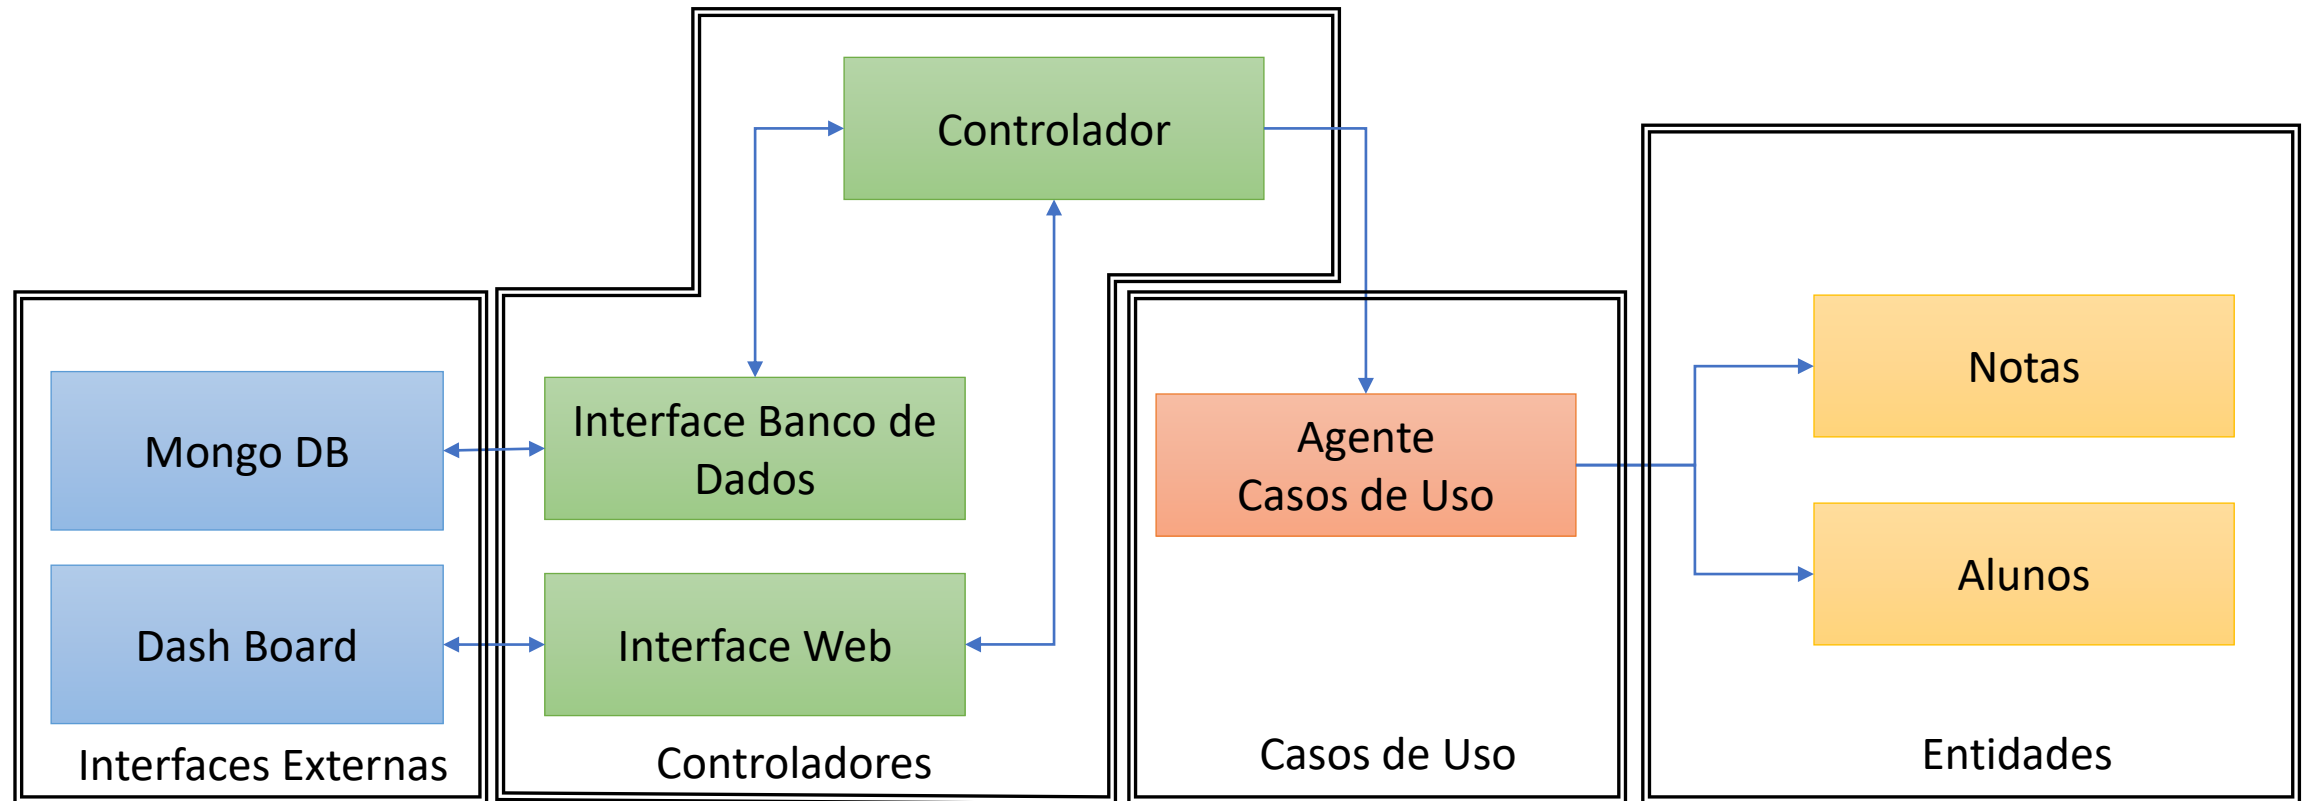 Controlador
Mongo DB
Interface Banco de
Dados
Agente
Casos de Uso
Notas
Dash Board
Interface Web
Alunos
Interfaces Externas
Controladores
Casos de Uso
Entidades